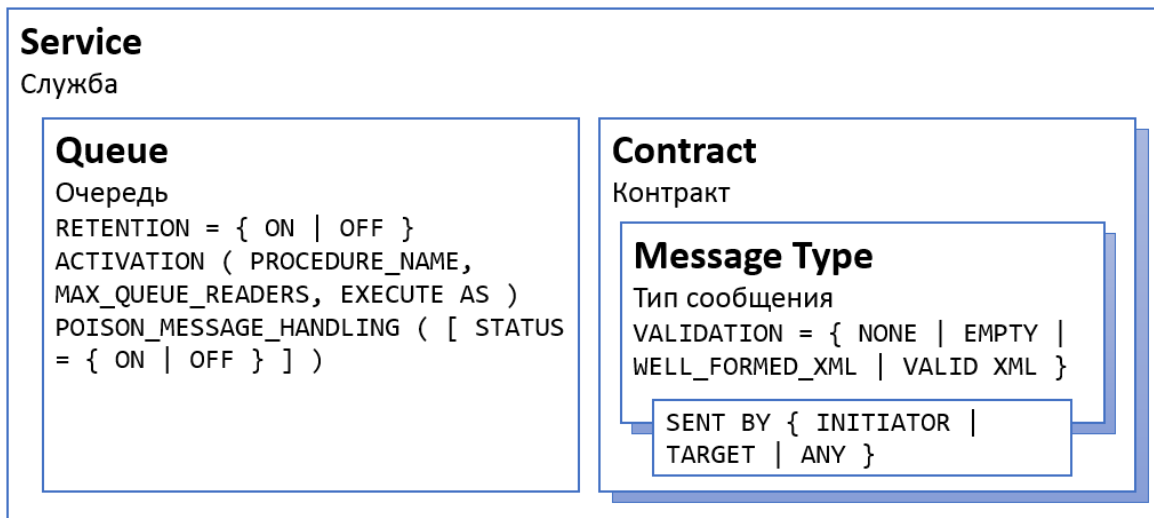 Service
Служба
Queue
Очередь
RETENTION = { ON | OFF }
ACTIVATION ( PROCEDURE_NAME,
MAX_QUEUE_READERS, EXECUTE AS )
POISON_MESSAGE_HANDLING ( [ STATUS
= { ON | OFF } ] )
Contract
Контракт
Message Type
Тип сообщения
VALIDATION = { NONE | EMPTY |
WELL_FORMED_XML | VALID XML }
SENT BY { INITIATOR |
TARGET | ANY }